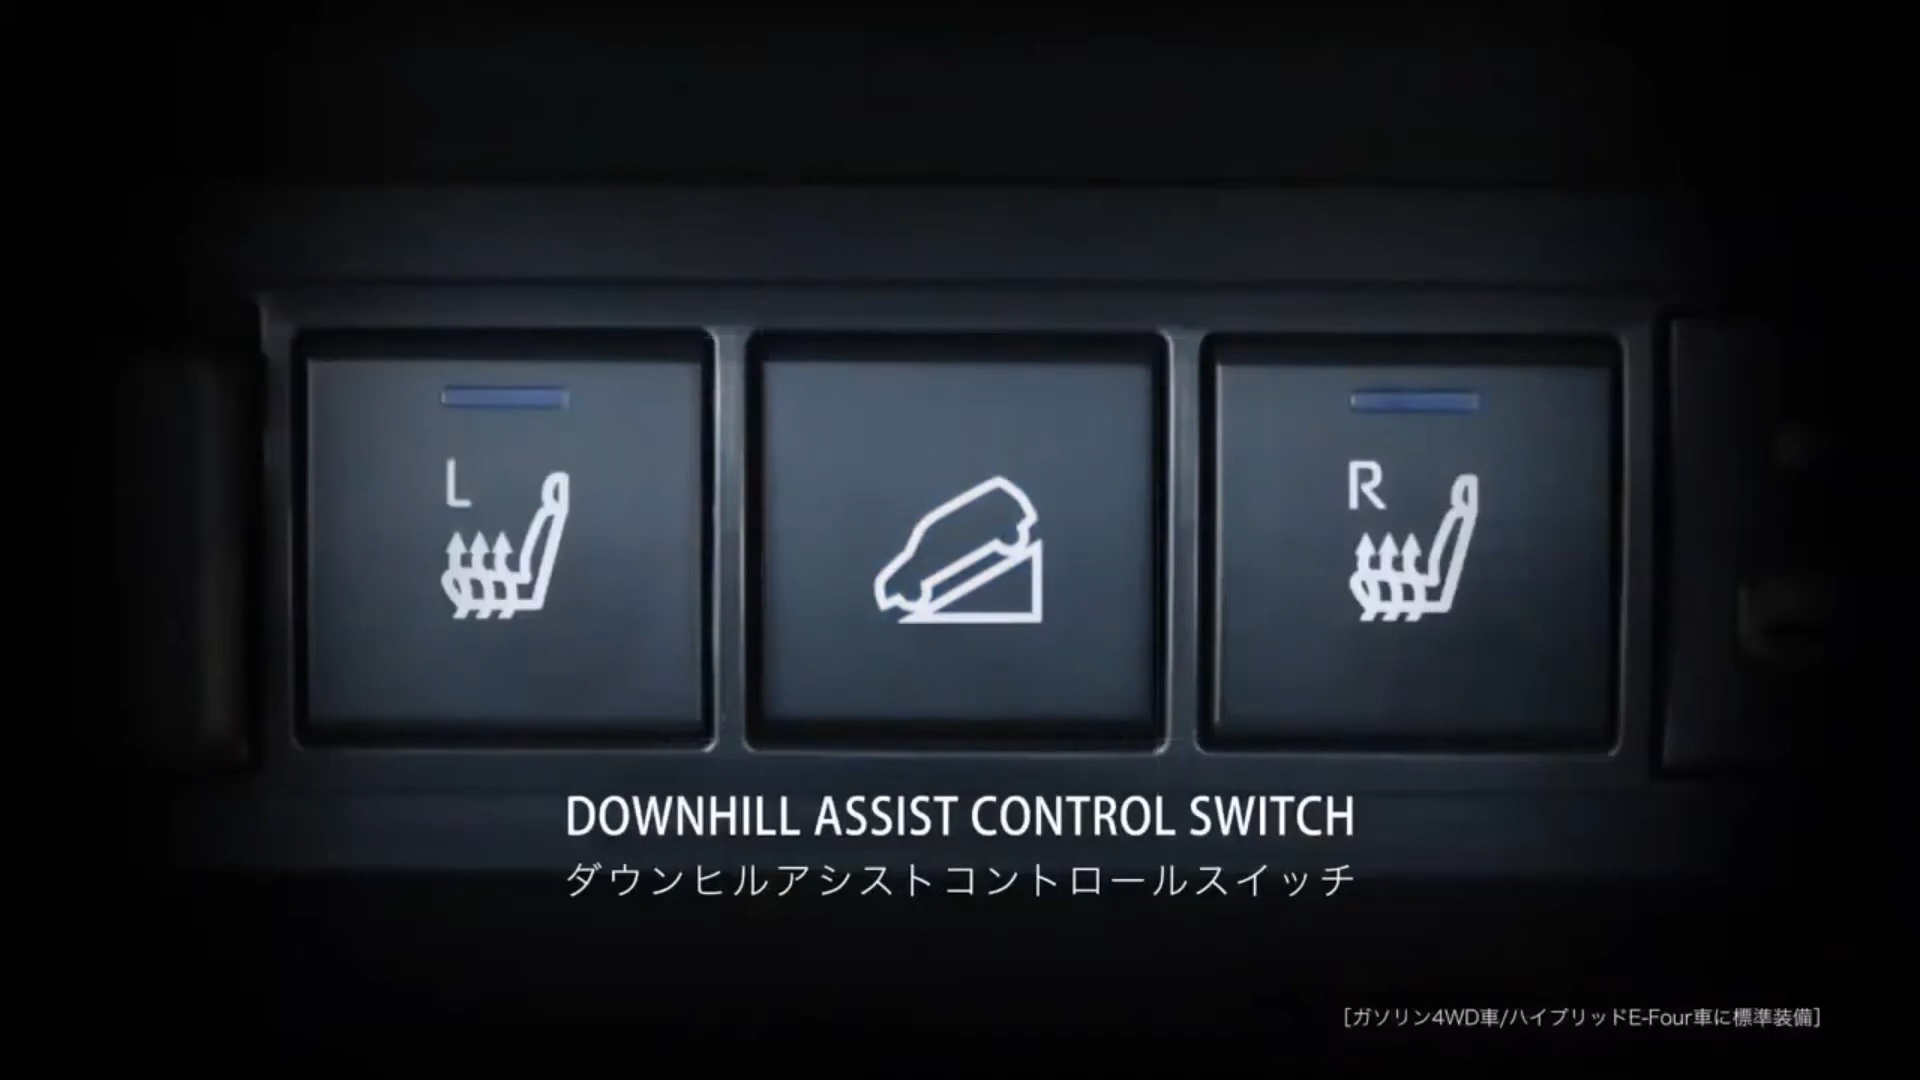 L
R
DOWNHILL ASSIST CONTROL SWITCH
ダウンヒルアシストコントロールスイッチ
[ガソリン4WD車/ハイブリッドE-Four車に標準装備]